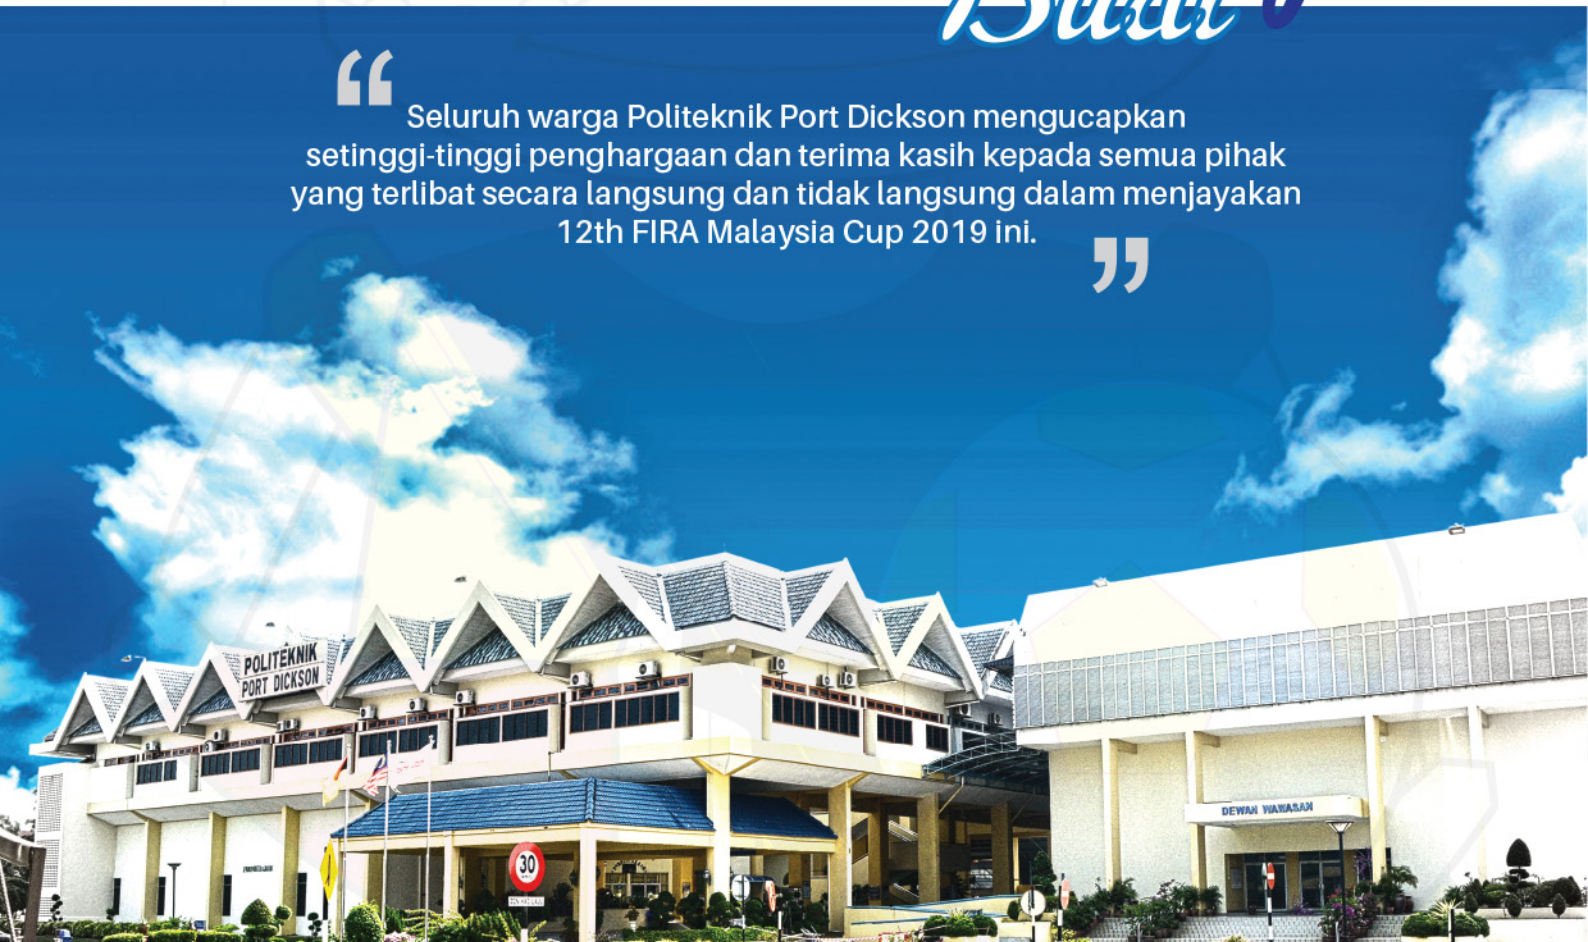 Budi
“
Seluruh warga Politeknik Port Dickson mengucapkan
setinggi-tinggi penghargaan dan terima kasih kepada semua pihak
yang terlibat secara langsung dan tidak langsung dalam menjayakan
12th FIRA Malaysia Cup 2019 ini.
”
POLITEKNIK
PORT DICKSON
DEWAN WAWASAN
30